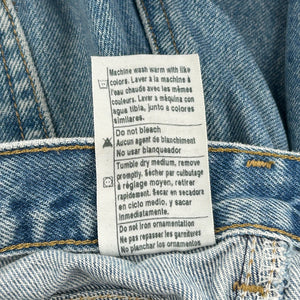 Machine wash warm with like
colors. Laver à la machine à
l'eau chaude avec les mêmes
couleurs. Lavar a máquina con
agua tibia, junto a colores
similares.
Do not bleach
Aucun agent de blanchiment
No usar blanqueador
Tumble dry medium, remove
promptly. Sécher par culbutage
à réglage moyen, retirer
rapidement. Secar en secadora
en ciclo medio, y sacar
inmediatamente.
Do not iron ornamentation
Ne pas repasser les garnitures
No planchar los ornamentos